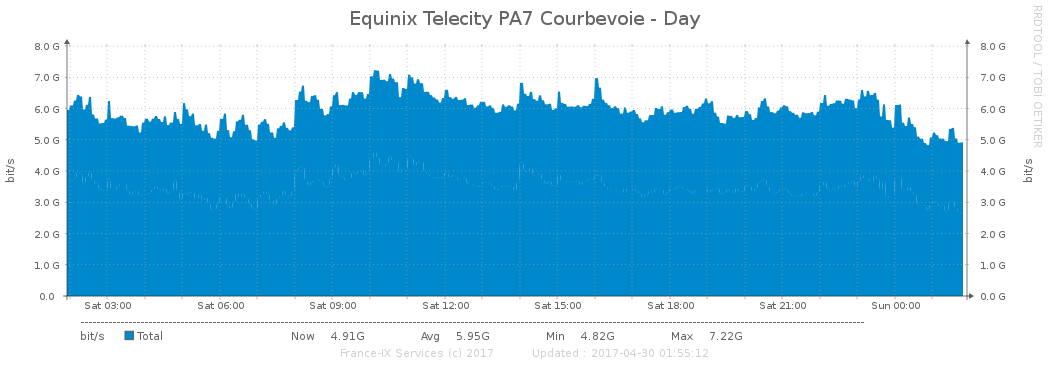 Equinix Telecity PA7 Courbevoie - Day
RRDTOOL / TOBI OETIKER
bit/s
8.0 G
7.0 G
6.0 G
5.0 G
4.0 G
3.0 G
2.0 G
1.0 G
0.0
8.0 G
7.0 G
6.0 G
5.0 G
4.0 G
3.0 G
2.0 G
1.0 G
0.0 G
bit/s
Sat 03:00 Sat 06:00 Sat 09:00 Sat 12:00 Sat 15:00 Sat 18:00 Sat 21:00 Sun 00:00
bit/s Total Now 4.91G Avg 5.95G Min 4.82G Max 7.22G
France-IX Services (c) 2017 Updated : 2017-04-30 01:55:12